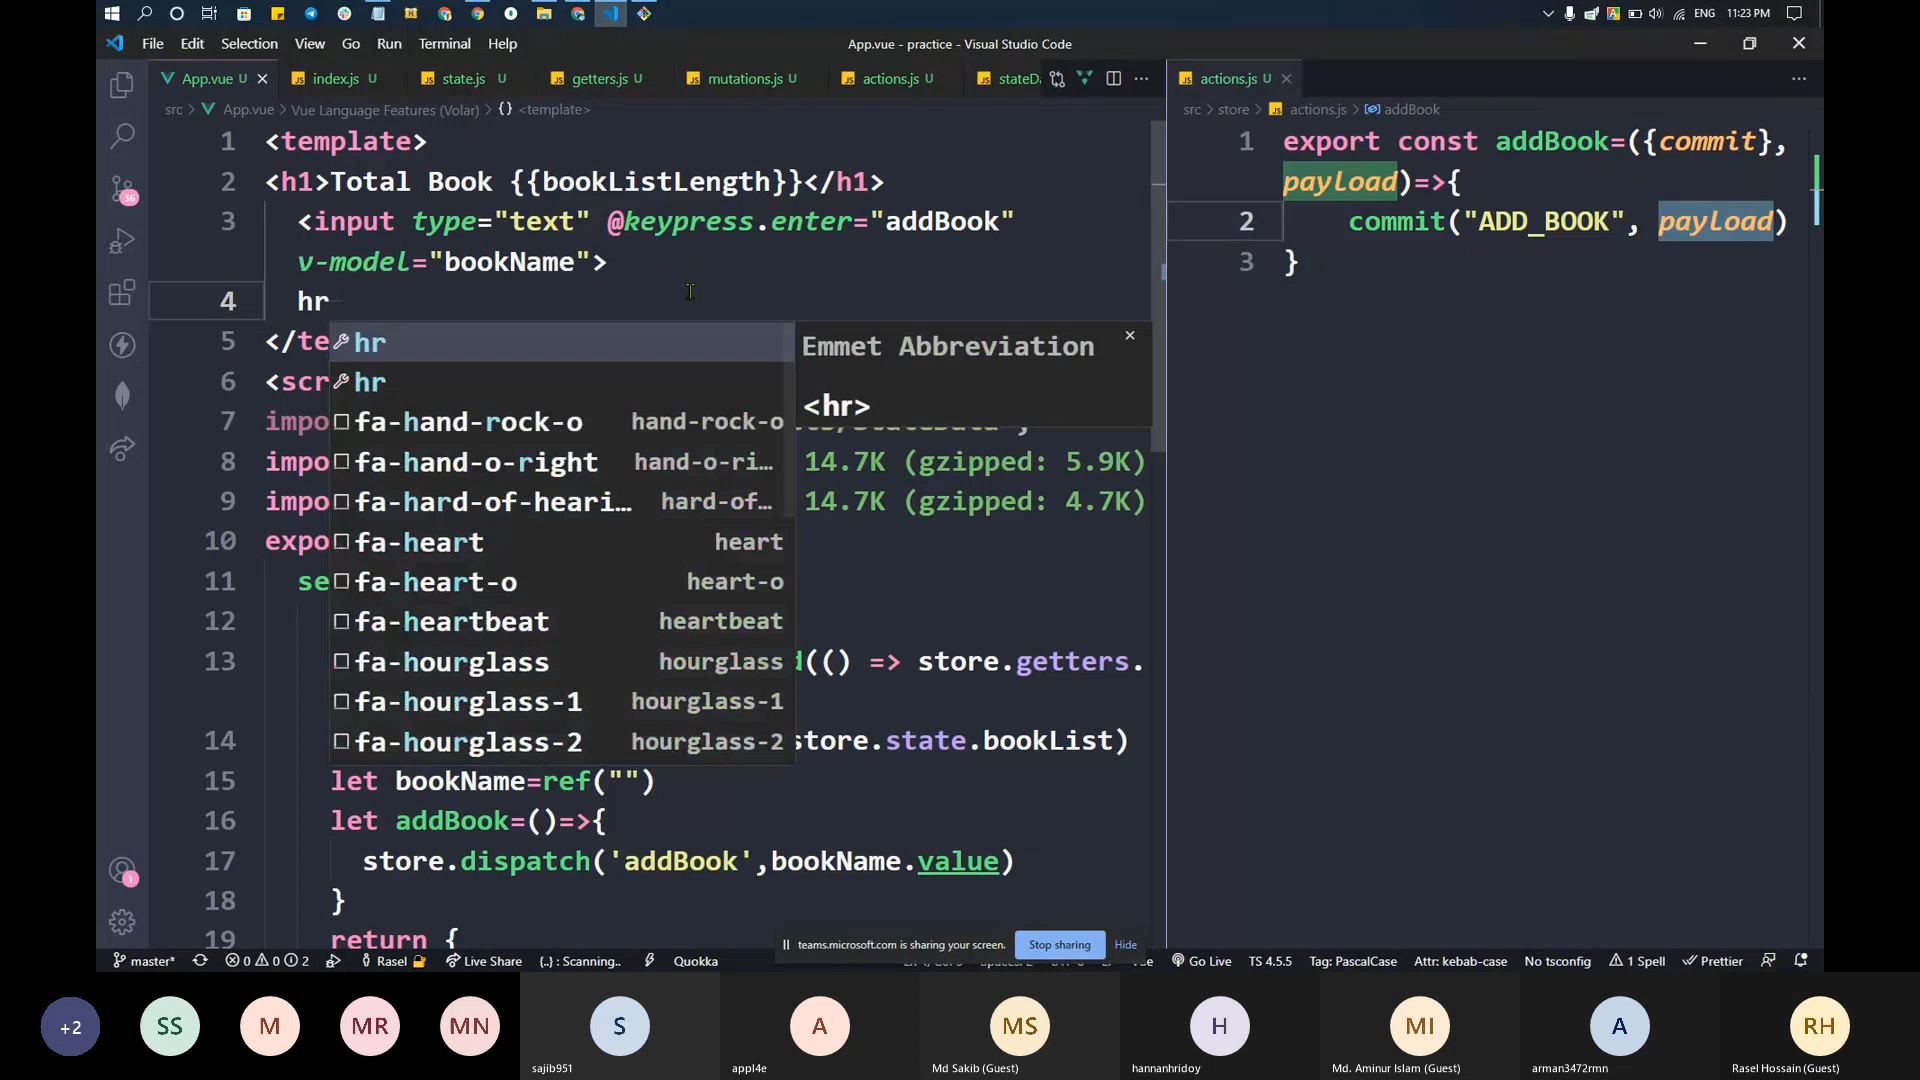 ENG 11:23 PM
File Edit Selection View Go Run Terminal Help
App.vue - practice - Visual Studio Code
App.vue U
index.js U
state.js U
getters.js U
mutations.js U
actions.js U
actions.js U
src > App.vue > Vue Language Features (Volar) > {} <template>
src > store > actions.js > addBook
1 <template>
2 <h1>Total Book {{bookListLength}}</h1>
3 <input type="text" @keypress.enter="addBook"
v-model="bookName">
4 hr
5 </te
6 <scr
7 impo
8 impo 14.7K (gzipped: 5.9K)
9 impo 14.7K (gzipped: 4.7K)
10 expo
11 se
12
13 (() => store.getters.
14 store.state.bookList)
15 let bookName=ref("")
16 let addBook=()=>{
17 store.dispatch('addBook',bookName.value)
18 }
19 return {
hr
hr
fa-hand-rock-o hand-rock-o
fa-hand-o-right hand-o-ri...
fa-hard-of-heari... hard-of...
fa-heart heart
fa-heart-o heart-o
fa-heartbeat heartbeat
fa-hourglass hourglass
fa-hourglass-1 hourglass-1
fa-hourglass-2 hourglass-2
Emmet Abbreviation
<hr>
1 export const addBook=({commit},
payload)=>{
2 commit("ADD_BOOK", payload)
3 }
36
1
teams.microsoft.com is sharing your screen. Stop sharing Hide
master* 0 0 2 Rasel Live Share {..} : Scanning.. Quokka
Go Live TS 4.5.5 Tag: PascalCase Attr: kebab-case No tsconfig 1 Spell Prettier
+2 SS M MR MN S A MS H MI A RH
sajib951 appl4e Md Sakib (Guest) hannanhridoy Md. Aminur Islam (Guest) arman3472rmn Rasel Hossain (Guest)